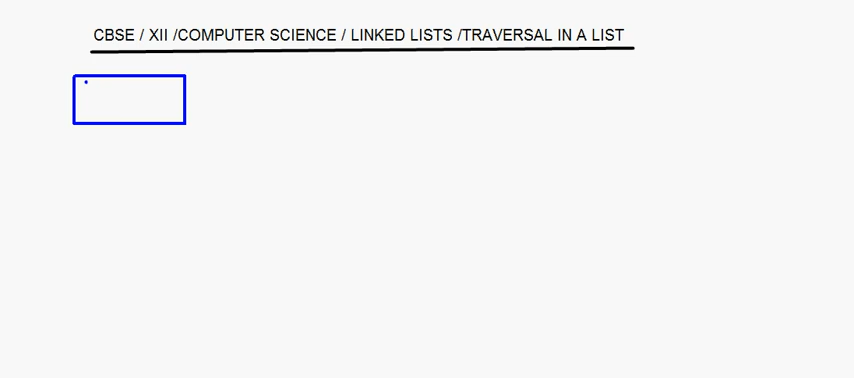 CBSE / XII /COMPUTER SCIENCE / LINKED LISTS /TRAVERSAL IN A LIST